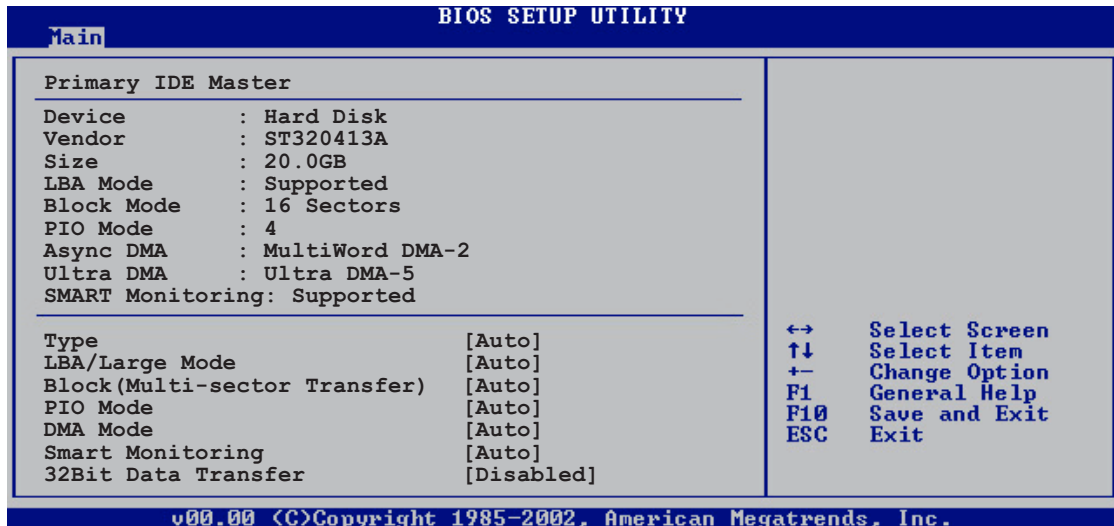 BIOS SETUP UTILITY
Main
Primary IDE Master
Device : Hard Disk
Vendor : ST320413A
Size : 20.0GB
LBA Mode : Supported
Block Mode : 16 Sectors
PIO Mode : 4
Async DMA : MultiWord DMA-2
Ultra DMA : Ultra DMA-5
SMART Monitoring: Supported
Type [Auto]
LBA/Large Mode [Auto]
Block(Multi-sector Transfer) [Auto]
PIO Mode [Auto]
DMA Mode [Auto]
Smart Monitoring [Auto]
32Bit Data Transfer [Disabled]
←→ Select Screen
↑↓ Select Item
+- Change Option
F1 General Help
F10 Save and Exit
ESC Exit
v00.00 (C)Copyright 1985-2002, American Megatrends, Inc.